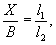 X/B = l₁/l₂,